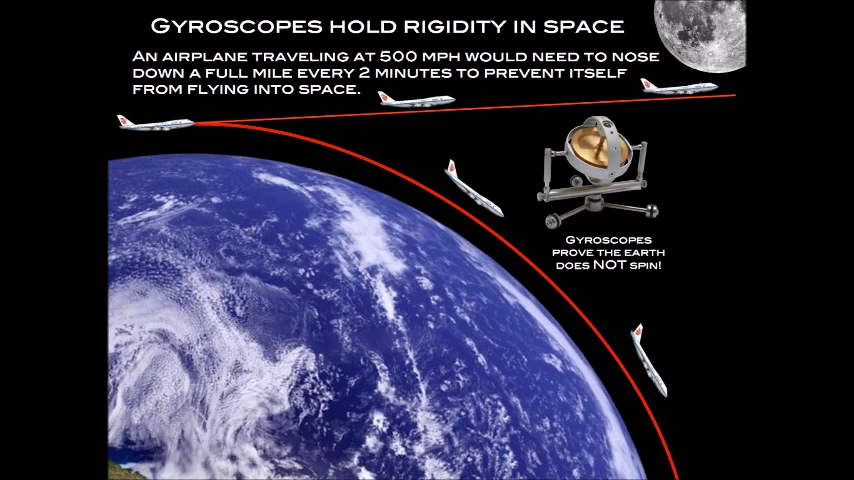 Gyroscopes hold rigidity in space
An airplane traveling at 500 mph would need to nose
down a full mile every 2 minutes to prevent itself
from flying into space.
Gyroscopes
prove the earth
does NOT spin!